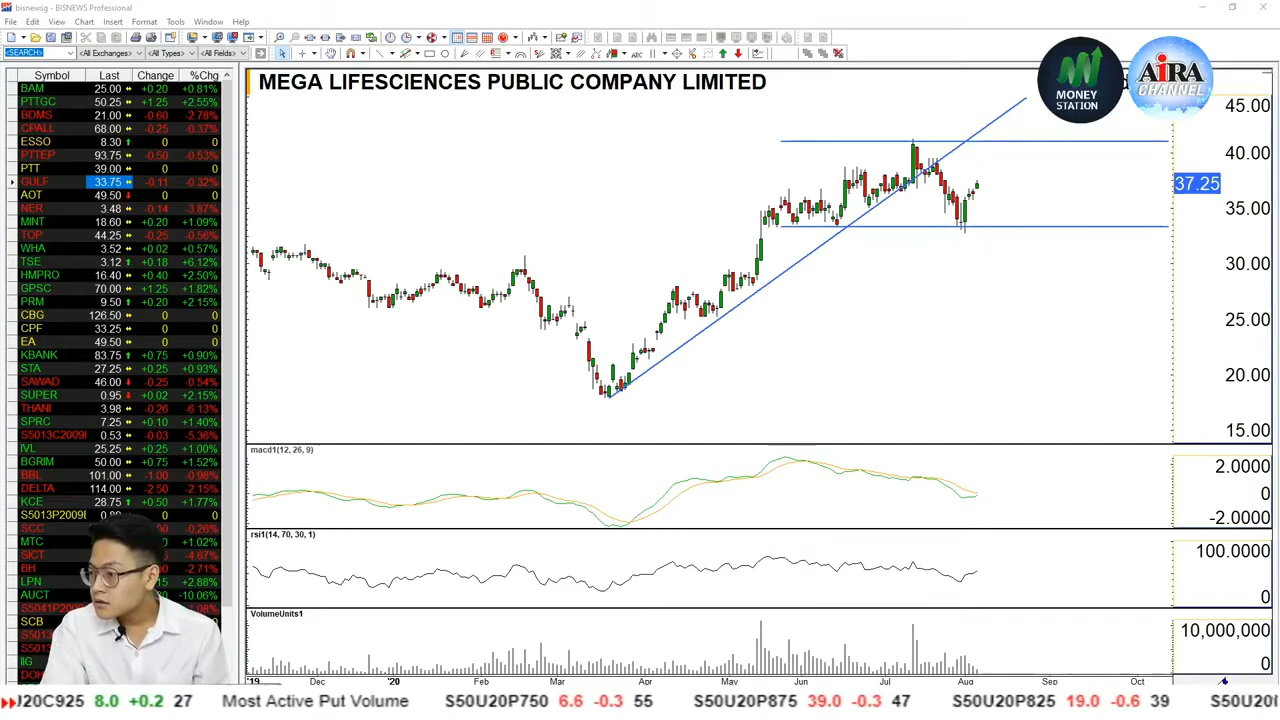 bisnewsg - BISNEWS Professional
File Edit View Chart Insert Format Tools Window Help
<SEARCH> <All Exchanges> <All Types> <All Fields>
Symbol Last Change %Chg
BAM 25.00 +0.20 +0.81%
PTTGC 50.25 +1.25 +2.55%
BDMS -0.60 -2.78%
CPALL 68.00 -0.25 -0.37%
ESSO 8.30 0 0
PTTEP 93.75 -0.50 -0.53%
PTT 39.00 0 0
GULF 33.75 -0.11 -0.32%
AOT 49.50 0 0
NER 3.48 -0.14 -3.87%
MINT 18.60 +0.20 +1.09%
TOP 44.25 -0.25 -0.56%
WHA 3.52 +0.02 +0.57%
TSE 3.12 +0.18 +6.12%
HMPRO 16.40 +0.40 +2.50%
GPSC 70.00 +1.25 +1.82%
PRM 9.50 +0.20 +2.15%
CBG 126.50 0 0
CPF 33.25 0 0
EA 49.50 0 0
KBANK 83.75 +0.75 +0.90%
STA 27.25 +0.25 +0.93%
SAWAD 46.00 -0.25 -0.54%
SUPER 0.95 +0.02 +2.15%
THANI 3.98 -0.26 -6.13%
SPRC 7.25 +0.10 +1.40%
S5013C2009 0.53 -0.03 -5.36%
IVL 25.25 +0.25 +1.00%
BGRIM 50.00 +0.75 +1.52%
BBL 101.00 -1.00 -0.98%
DELTA 114.00 -2.50 -2.15%
KCE 28.75 +0.50 +1.77%
S5013P2009 0 0
SCC -0.26%
MTC +1.02%
SICT -4.67%
BH -2.71%
LPN +2.88%
AUCT -10.06%
S5041P2009
SCB
S5013
S5013
IIG
MEGA LIFESCIENCES PUBLIC COMPANY LIMITED
MONEY STATION
AiRA CHANNEL
45.00
40.00
37.25
35.00
30.00
25.00
20.00
15.00
macd1(12, 26, 9)
2.0000
0
-2.0000
rsi1(14, 70, 30, 1)
100.0000
0
VolumeUnits1
10,000,000
0
'19 Dec '20 Feb Mar Apr May Jun Jul Aug Sep Oct
J20C925 8.0 +0.2 27 Most Active Put Volume S50U20P750 6.6 -0.3 55 S50U20P875 39.0 -0.3 47 S50U20P825 19.0 -0.6 39 S50U20